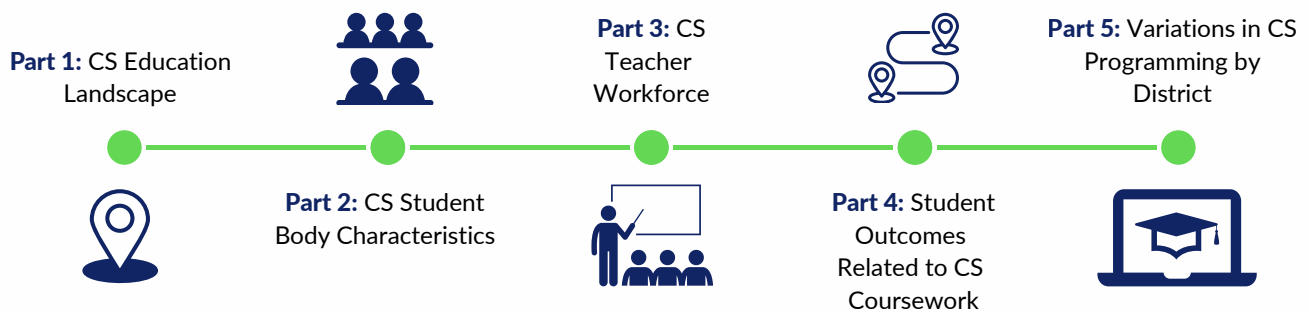 Part 1: CS Education
Landscape
Part 2: CS Student
Body Characteristics
Part 3: CS
Teacher
Workforce
Part 4: Student
Outcomes
Related to CS
Coursework
Part 5: Variations in CS
Programming by
District